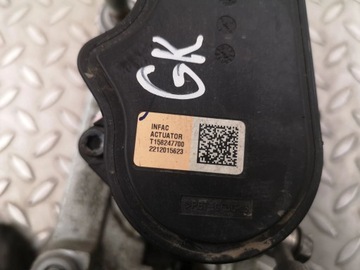 GK
INFAC
ACTUATOR
T158247700
2212015623